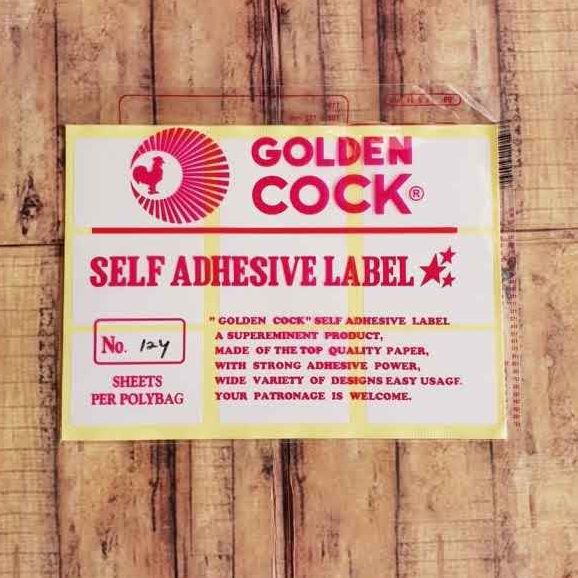 GOLDEN
COCK®
SELF ADHESIVE LABEL
No. 124
SHEETS
PER POLYBAG
" GOLDEN COCK" SELF ADHESIVE LABEL
A SUPEREMINENT PRODUCT,
MADE OF THE TOP QUALITY PAPER,
WITH STRONG ADHESIVE POWER,
WIDE VARIETY OF DESIGNS EASY USAGE.
YOUR PATRONAGE IS WELCOME.